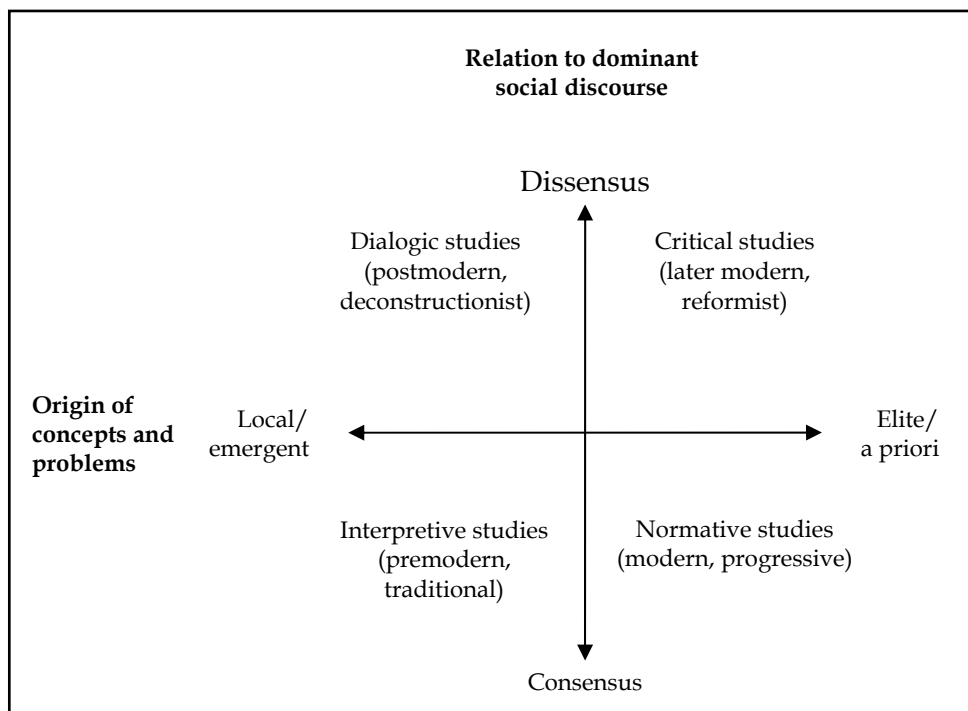 Relation to dominant
social discourse
Dissensus
Dialogic studies
(postmodern,
deconstructionist)
Critical studies
(later modern,
reformist)
Origin of
concepts and
problems
Local/
emergent
Elite/
a priori
Interpretive studies
(premodern,
traditional)
Normative studies
(modern, progressive)
Consensus